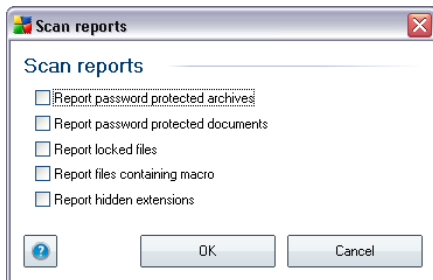 Scan reports
Scan reports
Report password protected archives
Report password protected documents
Report locked files
Report files containing macro
Report hidden extensions
?
OK
Cancel